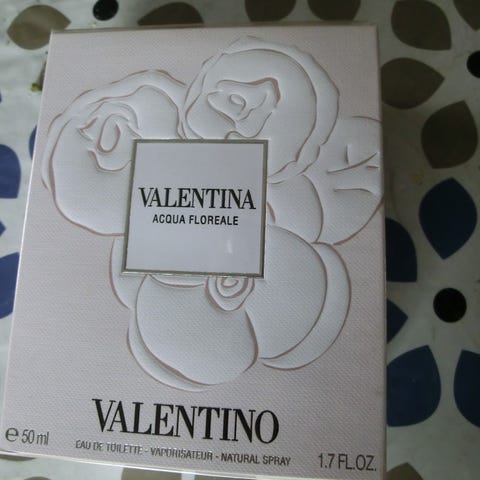 VALENTINA
ACQUA FLOREALE
VALENTINO
℮ 50 ml EAU DE TOILETTE - VAPORISATEUR - NATURAL SPRAY 1.7 FL.OZ.